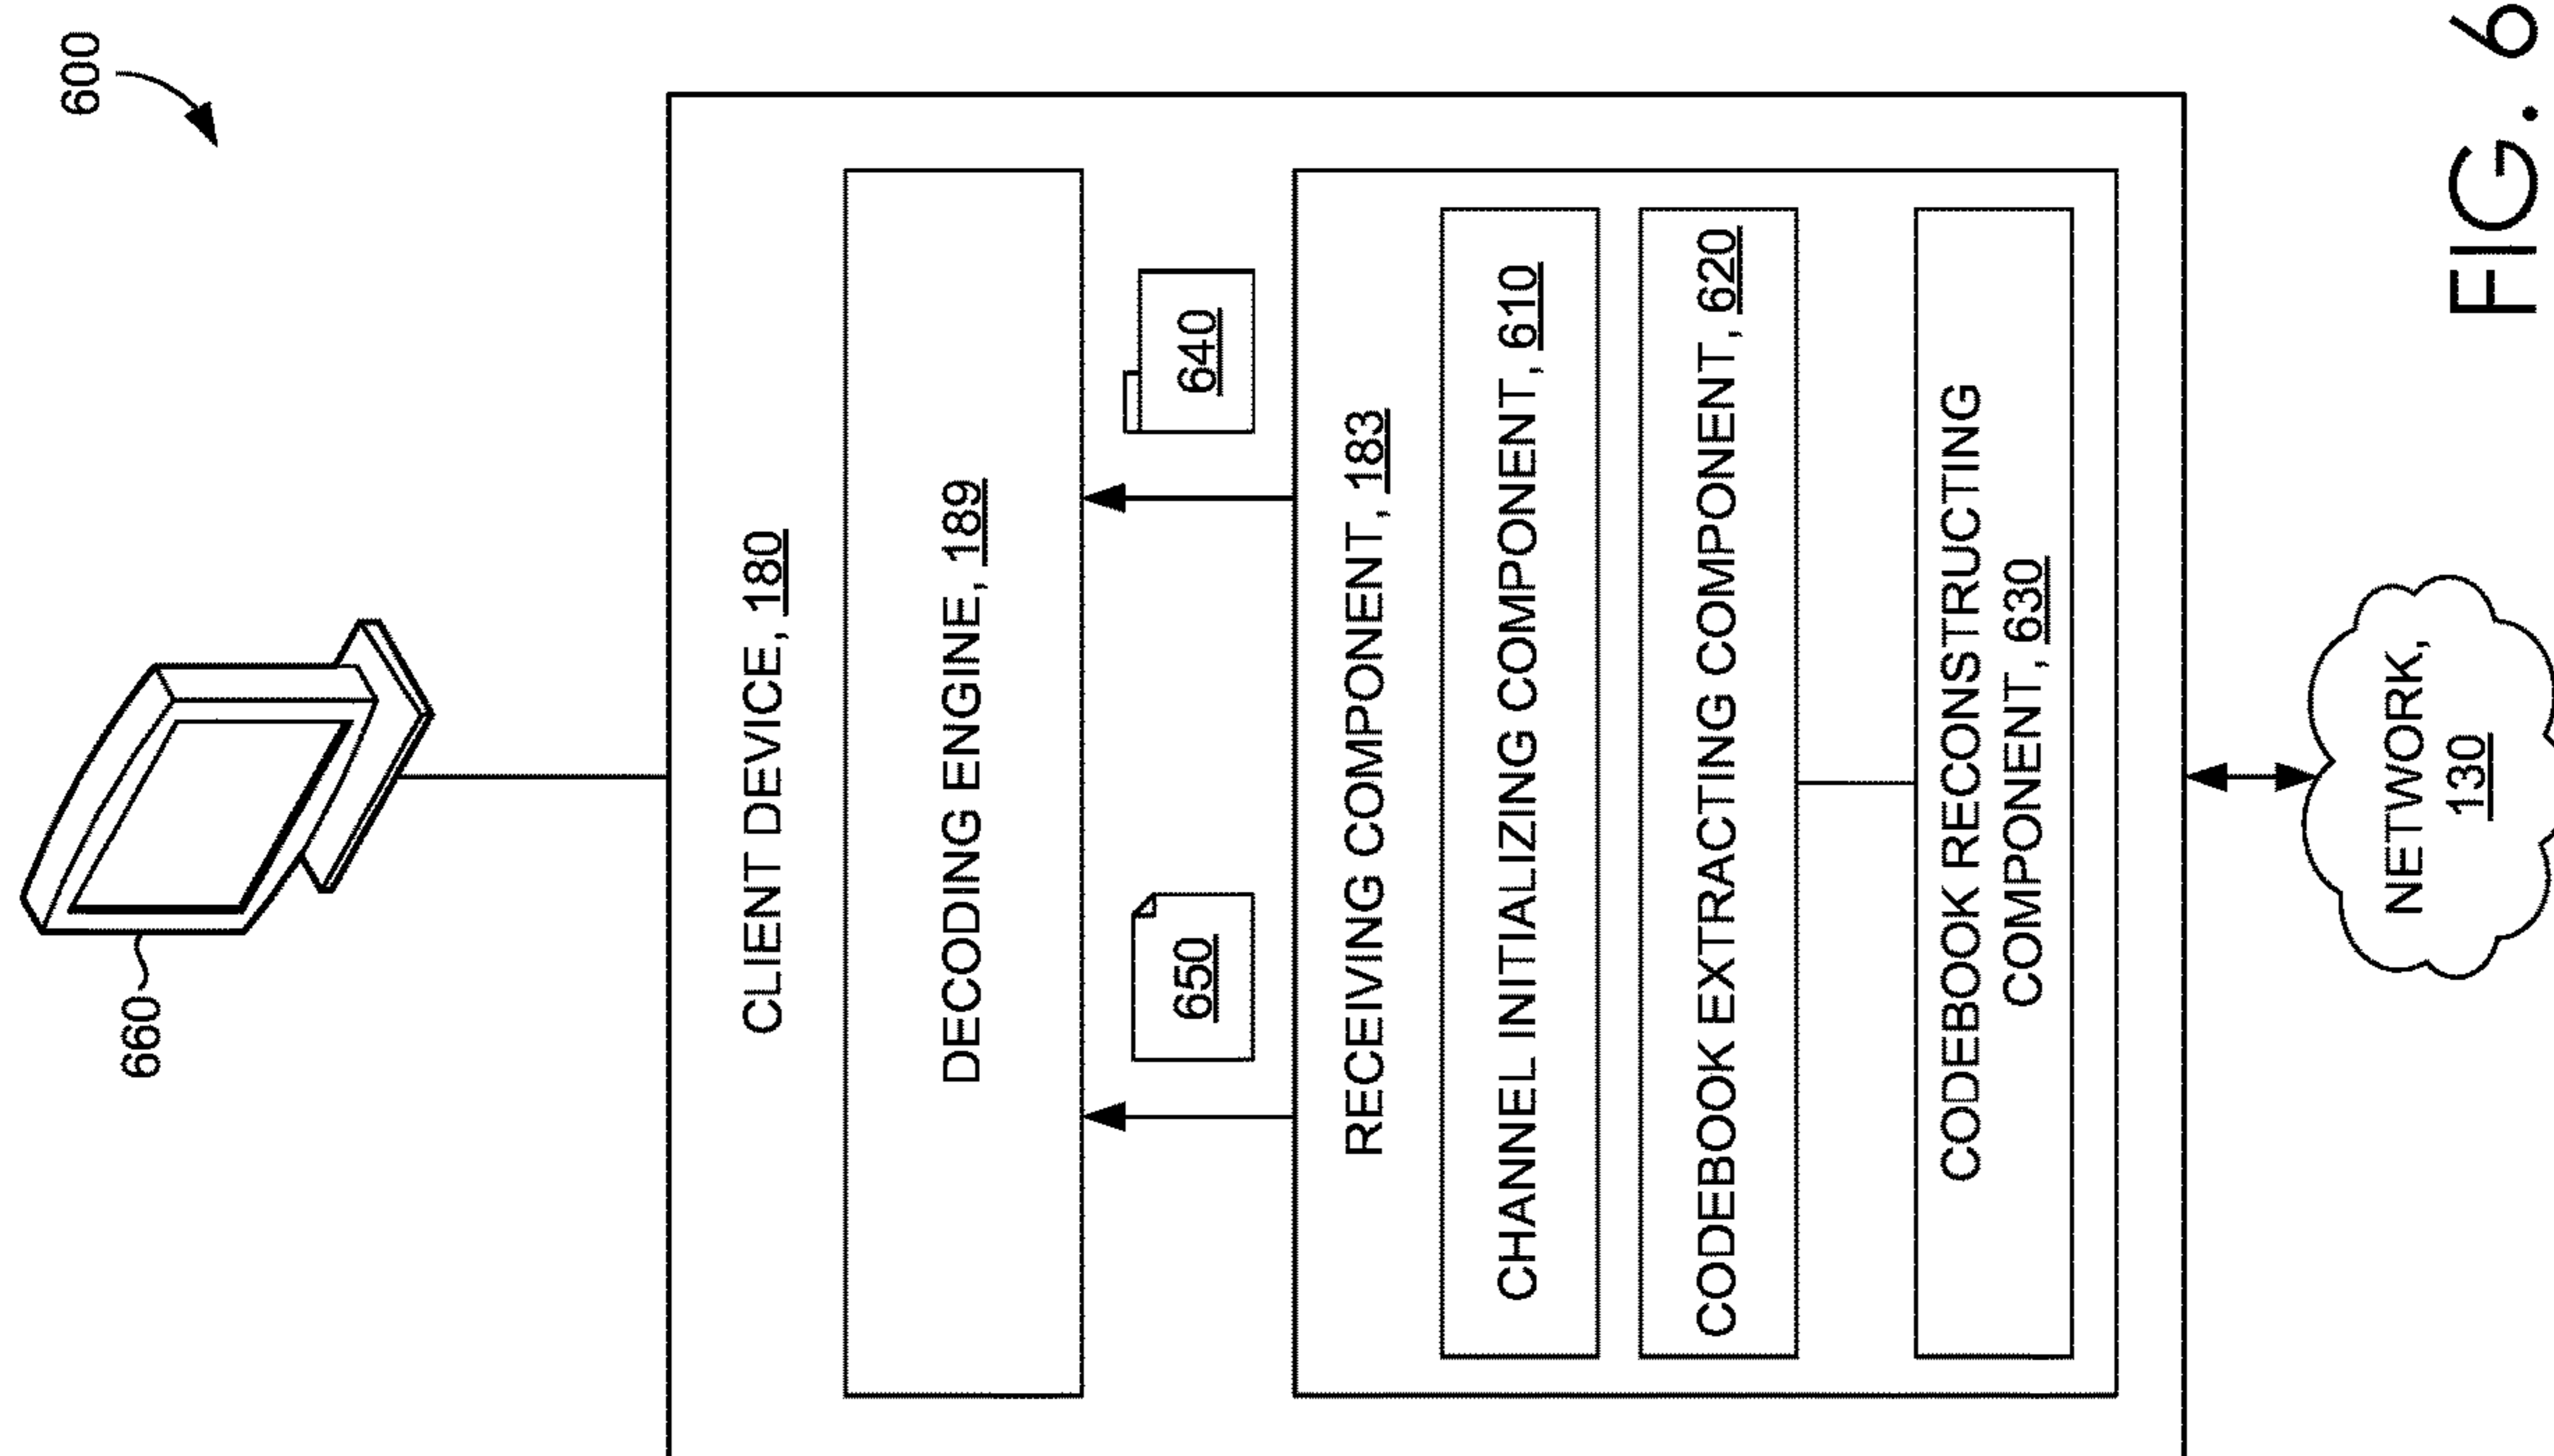 600
660
CLIENT DEVICE, 180
DECODING ENGINE, 189
650
640
RECEIVING COMPONENT, 183
CHANNEL INITIALIZING COMPONENT, 610
CODEBOOK EXTRACTING COMPONENT, 620
CODEBOOK RECONSTRUCTING
COMPONENT, 630
NETWORK,
130
FIG. 6